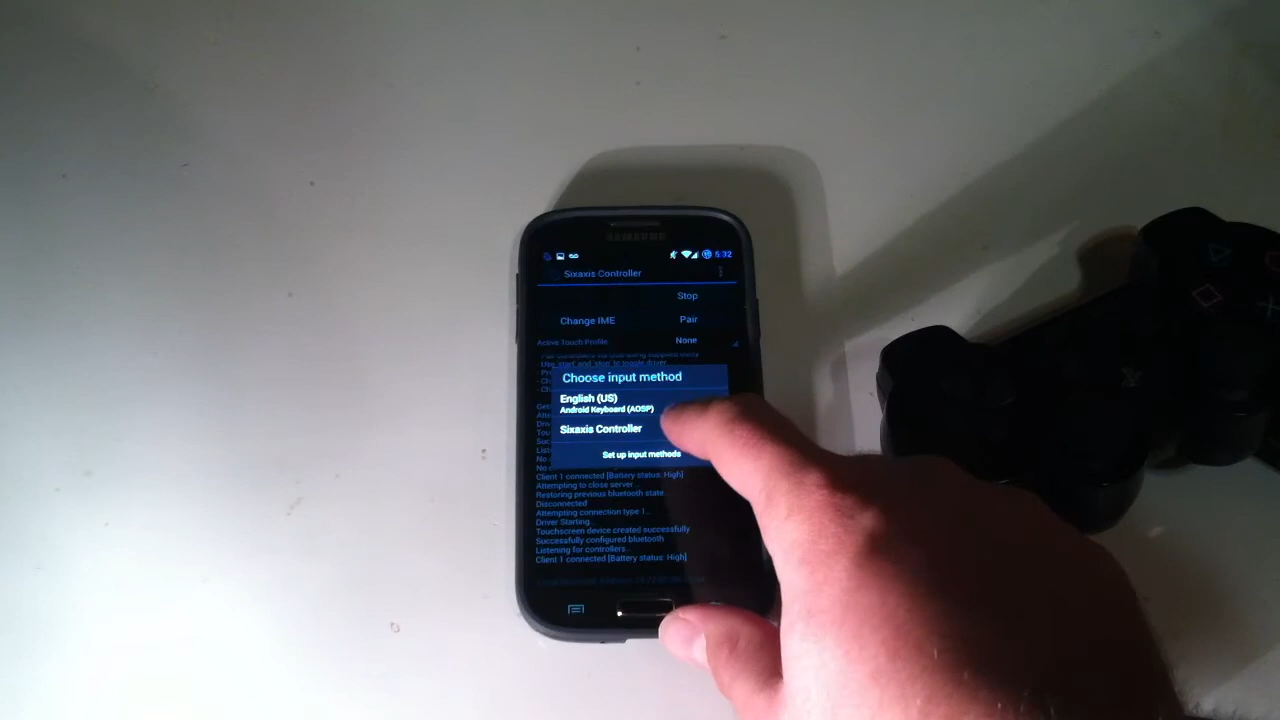 SAMSUNG
5:32
Sixaxis Controller
Stop
Change IME
Pair
Active Touch Profile
None
Choose input method
English (US)
Android Keyboard (AOSP)
Sixaxis Controller
Set up input methods
Client 1 connected [Battery status: High]
Attempting to close server...
Restoring previous bluetooth state...
Disconnected
Attempting connection type 1...
Driver Starting...
Touchscreen device created successfully
Successfully configured bluetooth
Listening for controllers...
Client 1 connected [Battery status: High]